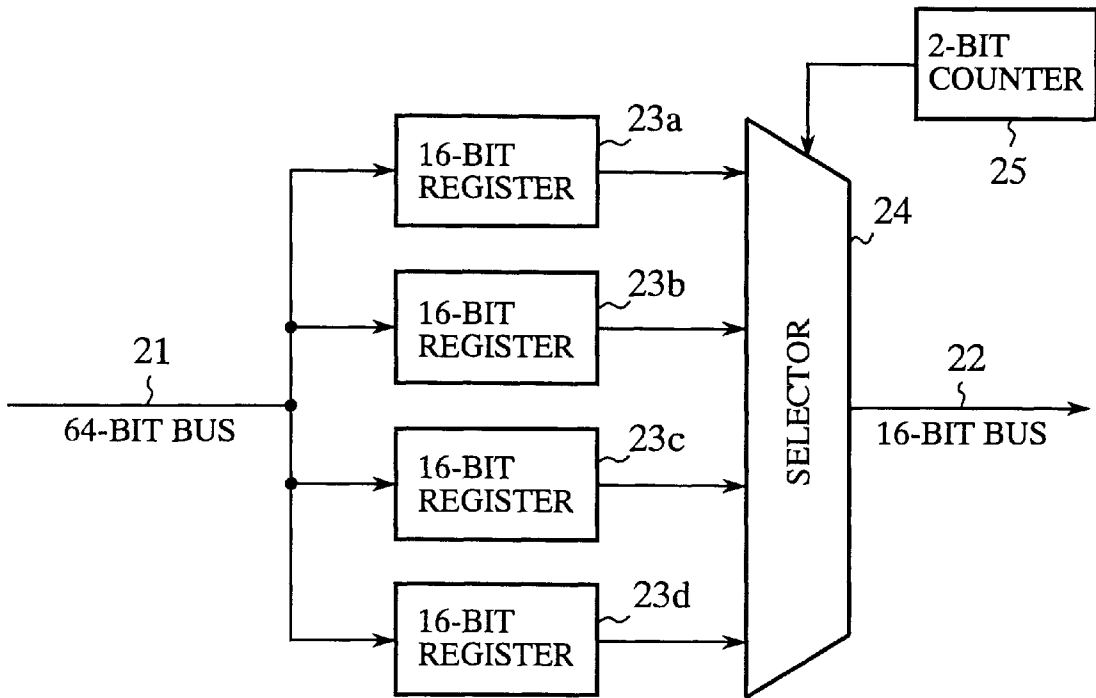 2-BIT
COUNTER
25
23a
16-BIT
REGISTER
24
23b
16-BIT
REGISTER
21
64-BIT BUS
SELECTOR
22
16-BIT BUS
23c
16-BIT
REGISTER
23d
16-BIT
REGISTER